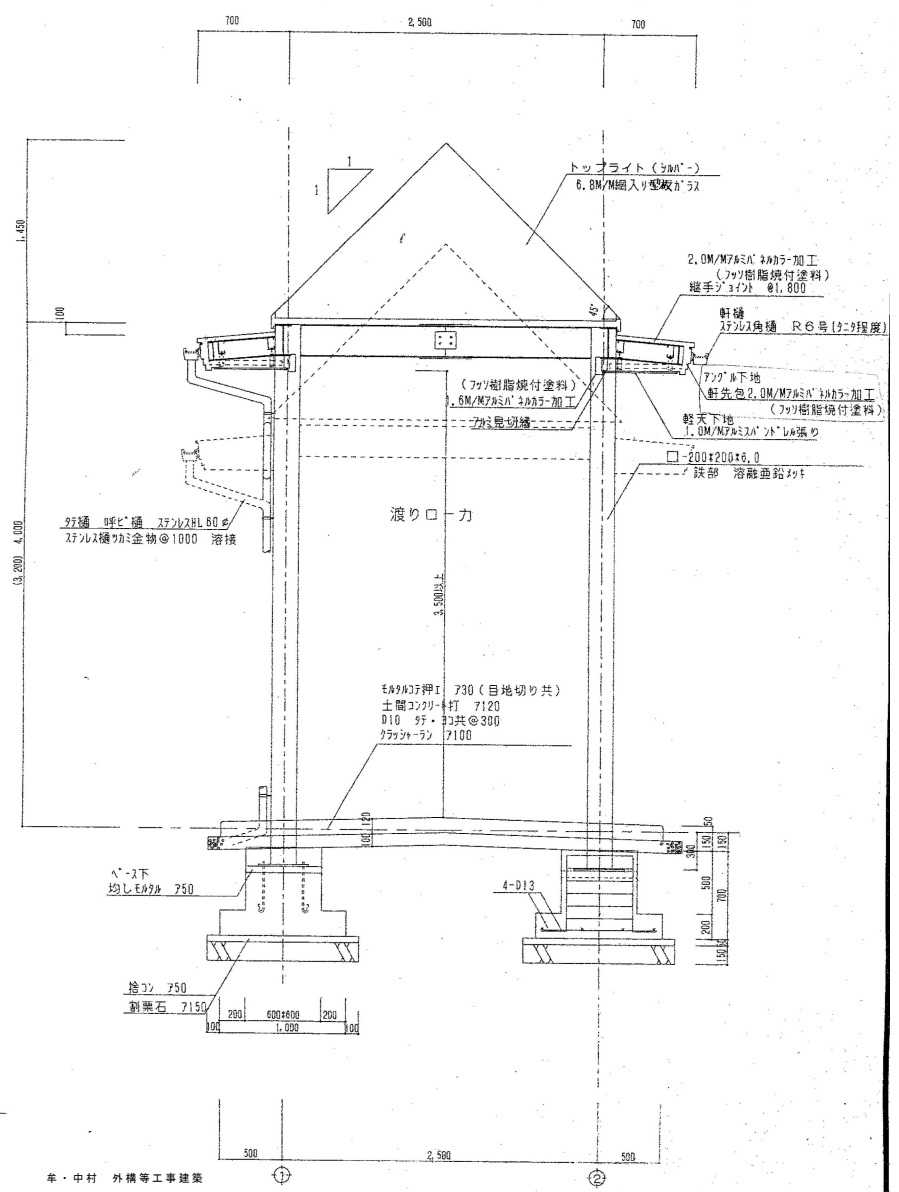 700
2,500
700
1
1
トップライト (シルバー)
6.8M/M網入り型板ガラス
1,450
100
45°
2.0M/Mアルミパネルカラー加工
(フッソ樹脂焼付塗料)
継手ジョイント @1,800
軒樋
ステンレス角樋 R6号(タニタ程度)
アングル下地
軒先包2.0M/Mアルミパネルカラー加工
(フッソ樹脂焼付塗料)
(フッソ樹脂焼付塗料)
1.6M/Mアルミパネルカラー加工
アルミ見切縁
軽天下地
1.0M/Mアルミスパンドレル張り
□-200*200*6.0
鉄部 溶融亜鉛メッキ
渡りローカ
タテ樋 呼ビ樋 ステンレスHL60φ
ステンレス樋ツカミ金物@1000 溶接
(3,200) 4,000
3,500以上
モルタルコテ押エ ア30(目地切り共)
土間コンクリート打 ア120
D10 タテ・ヨコ共@300
クラッシャーラン ア100
120
100
50
150
150
300
500
700
200
50
150
ベース下
均しモルタル ア50
4-D13
捨コン ア50
割栗石 ア150
200
600*600
200
100
1,000
100
500
2,500
500
①
②
牟・中村 外構等工事建築